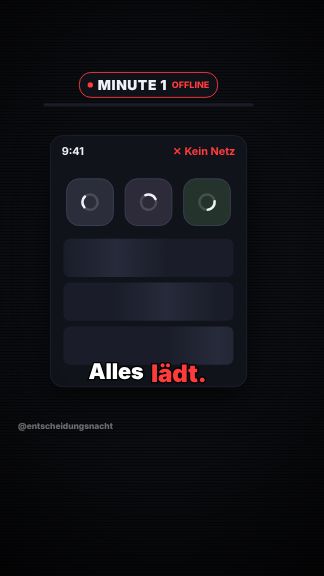 MINUTE 1 OFFLINE
9:41 × Kein Netz
Alles lädt.
@entscheidungsnacht